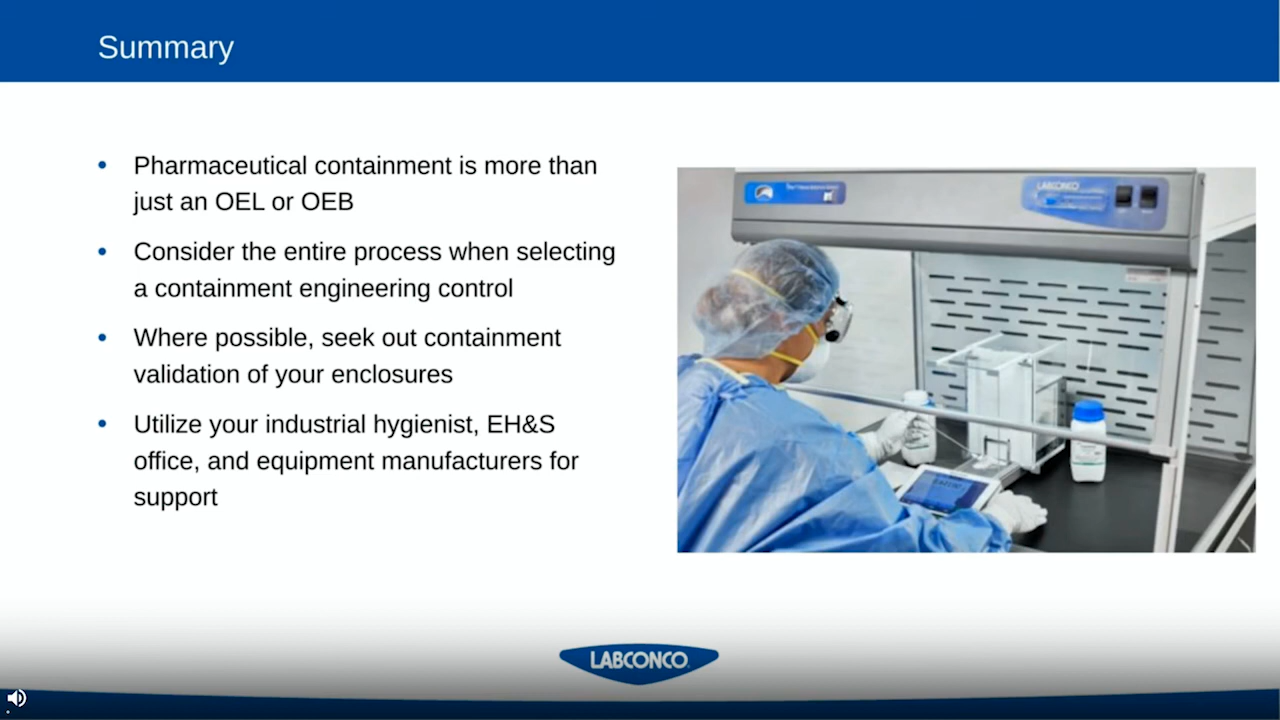 Summary
• Pharmaceutical containment is more than
just an OEL or OEB
• Consider the entire process when selecting
a containment engineering control
• Where possible, seek out containment
validation of your enclosures
• Utilize your industrial hygienist, EH&S
office, and equipment manufacturers for
support
LABCONCO
LABCONCO